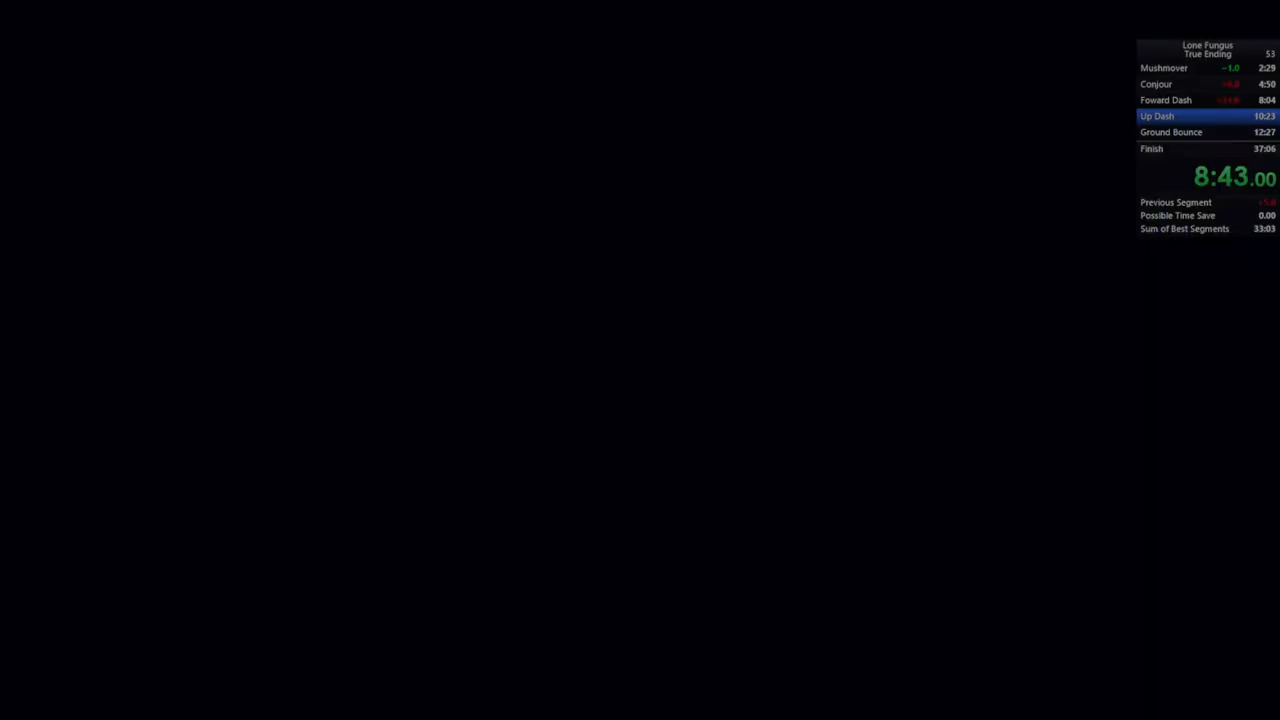 Lone Fungus
True Ending 53
Mushmover −1.0 2:29
Conjour 4:50
Foward Dash 8:04
Up Dash 10:23
Ground Bounce 12:27
Finish 37:06
8:43.00
Previous Segment
Possible Time Save 0.00
Sum of Best Segments 33:03